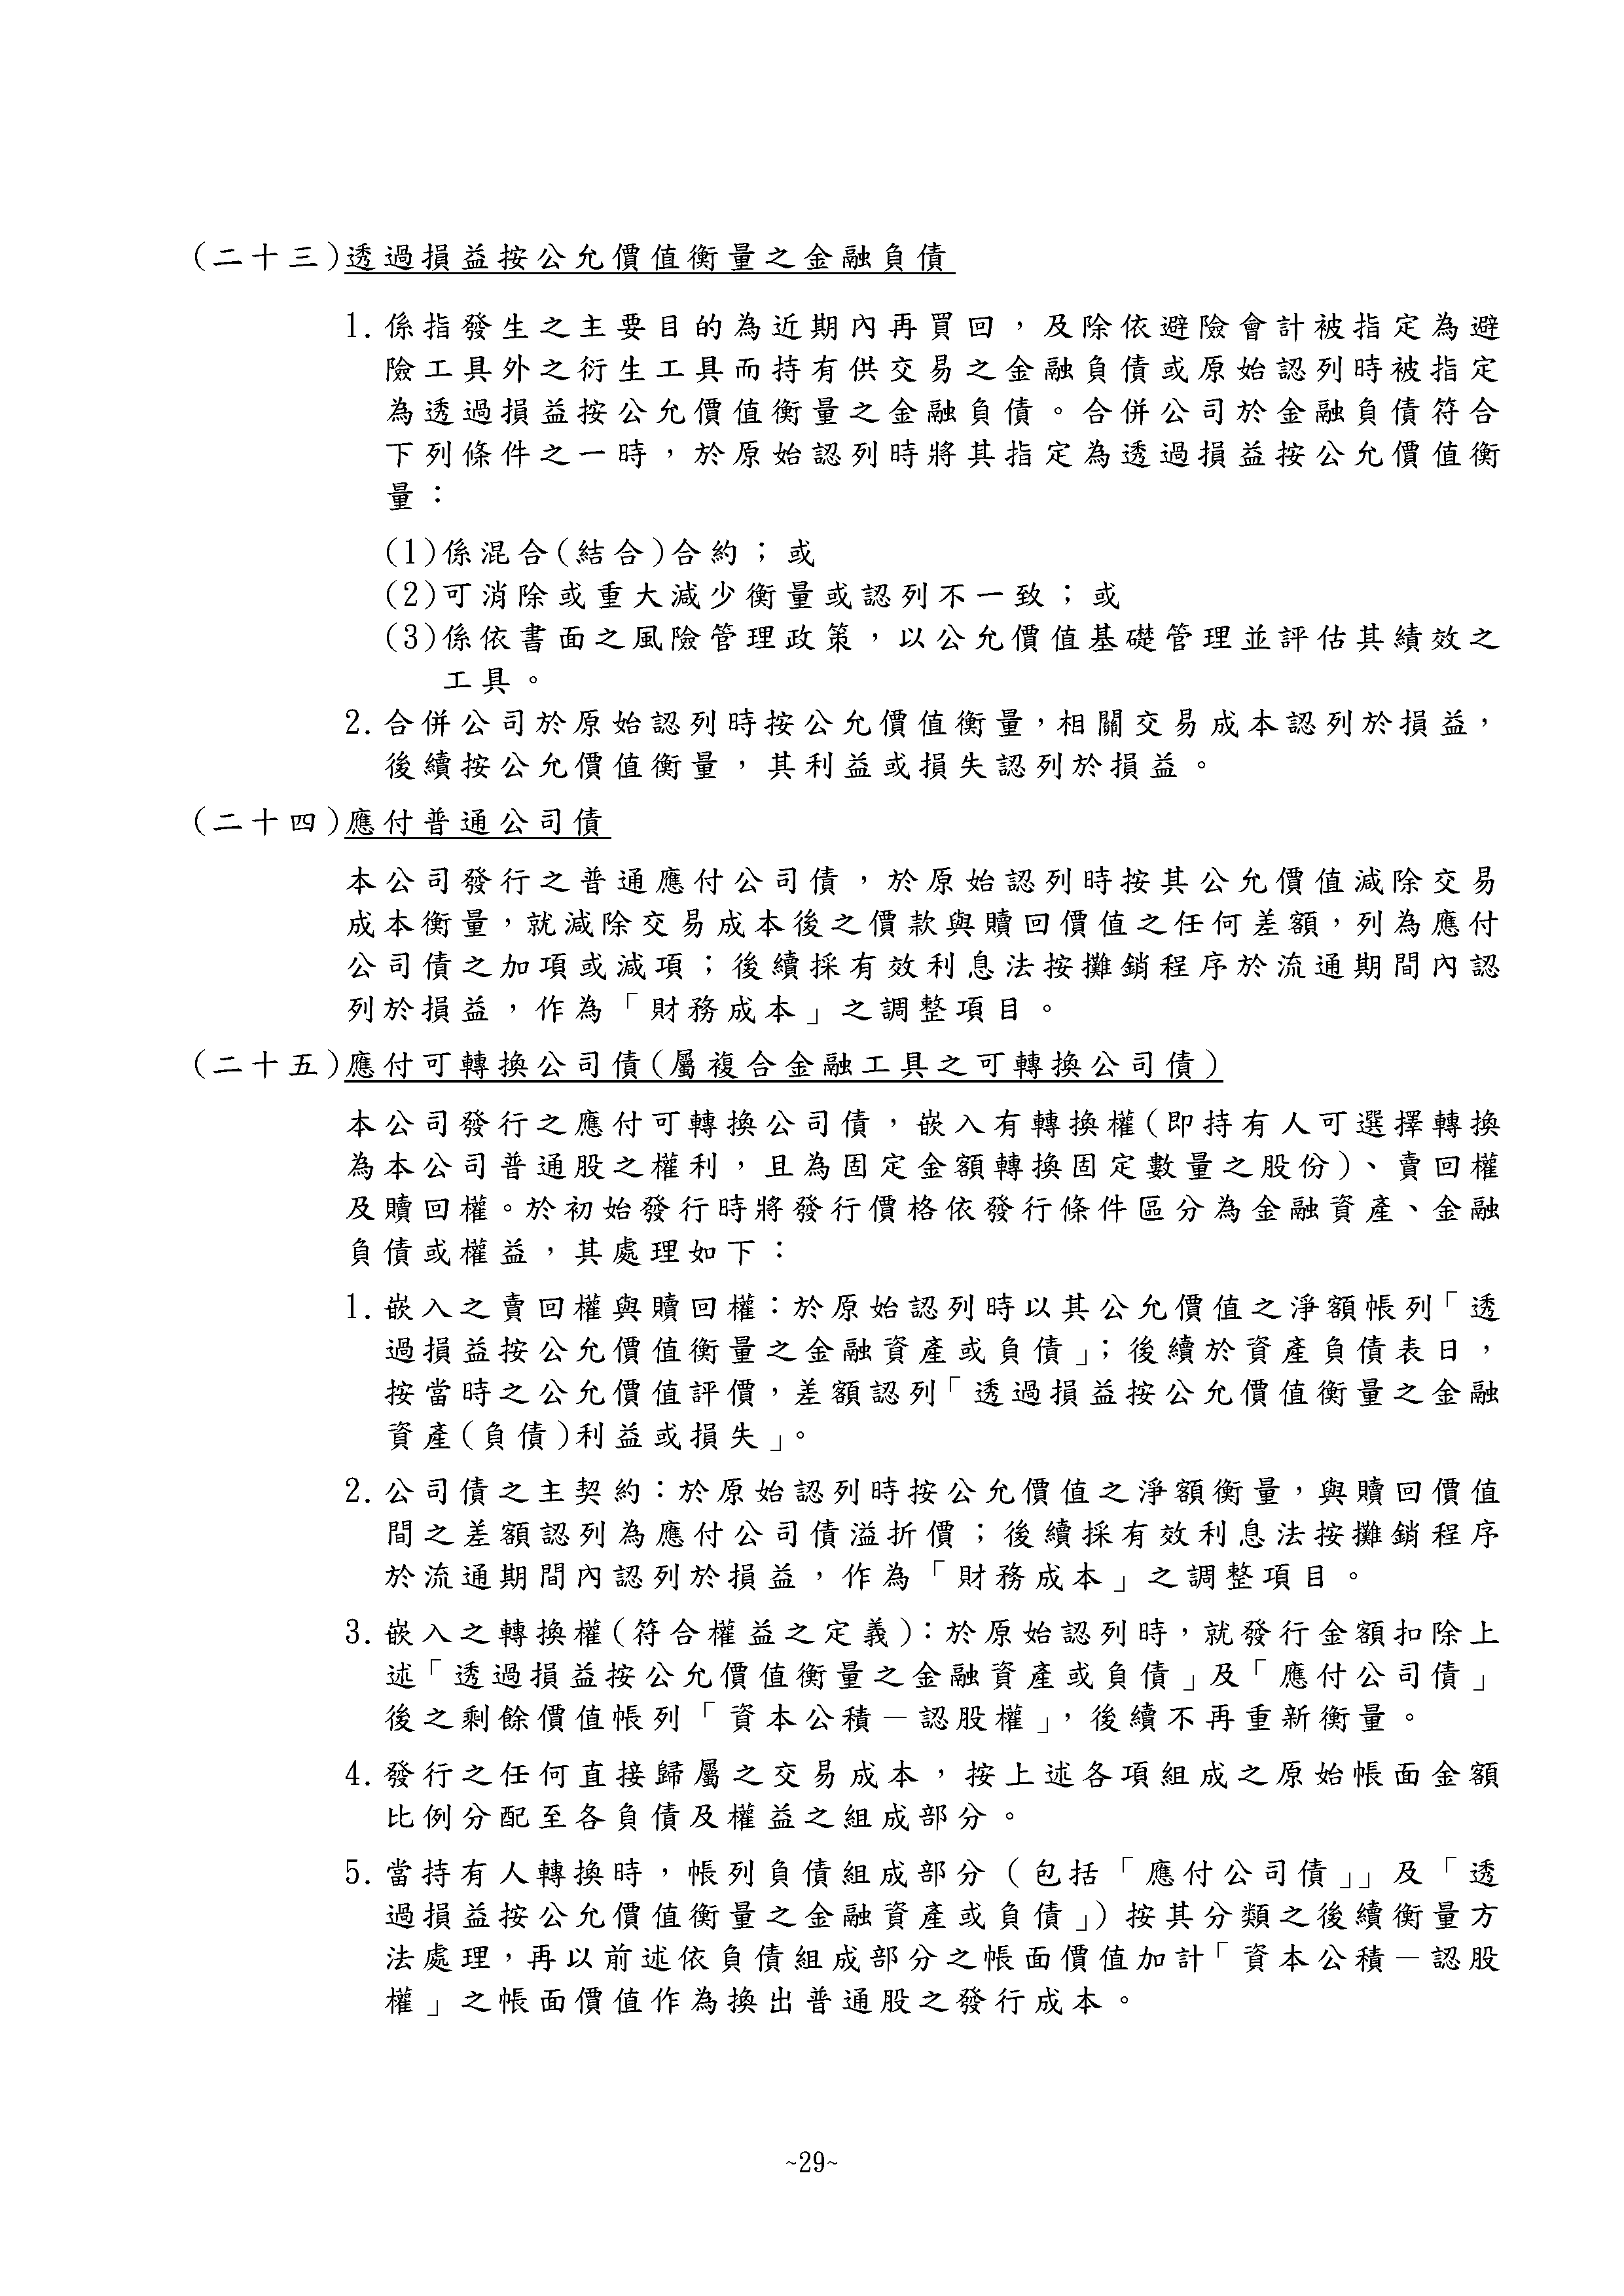 (二十三)透過損益按公允價值衡量之金融負債
1.係指發生之主要目的為近期內再買回，及除依避險會計被指定為避
險工具外之衍生工具而持有供交易之金融負債或原始認列時被指定
為透過損益按公允價值衡量之金融負債。合併公司於金融負債符合
下列條件之一時，於原始認列時將其指定為透過損益按公允價值衡
量：
(1)係混合(結合)合約；或
(2)可消除或重大減少衡量或認列不一致；或
(3)係依書面之風險管理政策，以公允價值基礎管理並評估其績效之
工具。
2.合併公司於原始認列時按公允價值衡量，相關交易成本認列於損益，
後續按公允價值衡量，其利益或損失認列於損益。
(二十四)應付普通公司債
本公司發行之普通應付公司債，於原始認列時按其公允價值減除交易
成本衡量，就減除交易成本後之價款與贖回價值之任何差額，列為應付
公司債之加項或減項；後續採有效利息法按攤銷程序於流通期間內認
列於損益，作為「財務成本」之調整項目。
(二十五)應付可轉換公司債(屬複合金融工具之可轉換公司債)
本公司發行之應付可轉換公司債，嵌入有轉換權(即持有人可選擇轉換
為本公司普通股之權利，且為固定金額轉換固定數量之股份)、賣回權
及贖回權。於初始發行時將發行價格依發行條件區分為金融資產、金融
負債或權益，其處理如下：
1.嵌入之賣回權與贖回權：於原始認列時以其公允價值之淨額帳列「透
過損益按公允價值衡量之金融資產或負債」；後續於資產負債表日，
按當時之公允價值評價，差額認列「透過損益按公允價值衡量之金融
資產(負債)利益或損失」。
2.公司債之主契約：於原始認列時按公允價值之淨額衡量，與贖回價值
間之差額認列為應付公司債溢折價；後續採有效利息法按攤銷程序
於流通期間內認列於損益，作為「財務成本」之調整項目。
3.嵌入之轉換權(符合權益之定義)：於原始認列時，就發行金額扣除上
述「透過損益按公允價值衡量之金融資產或負債」及「應付公司債」
後之剩餘價值帳列「資本公積－認股權」，後續不再重新衡量。
4.發行之任何直接歸屬之交易成本，按上述各項組成之原始帳面金額
比例分配至各負債及權益之組成部分。
5.當持有人轉換時，帳列負債組成部分（包括「應付公司債」」及「透
過損益按公允價值衡量之金融資產或負債」）按其分類之後續衡量方
法處理，再以前述依負債組成部分之帳面價值加計「資本公積－認股
權」之帳面價值作為換出普通股之發行成本。
~29~